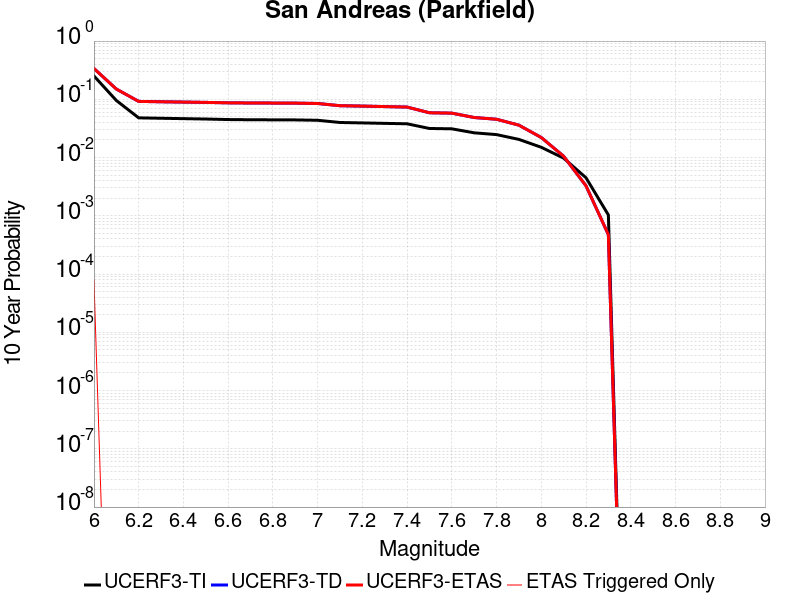 San Andreas (Parkfield)
10 0
10 -1
10 -2
10 -3
10 -4
10 -5
10 -6
10 -7
10 -8
10 Year Probability
6 6.2 6.4 6.6 6.8 7 7.2 7.4 7.6 7.8 8 8.2 8.4 8.6 8.8 9
Magnitude
UCERF3-TI UCERF3-TD UCERF3-ETAS ETAS Triggered Only